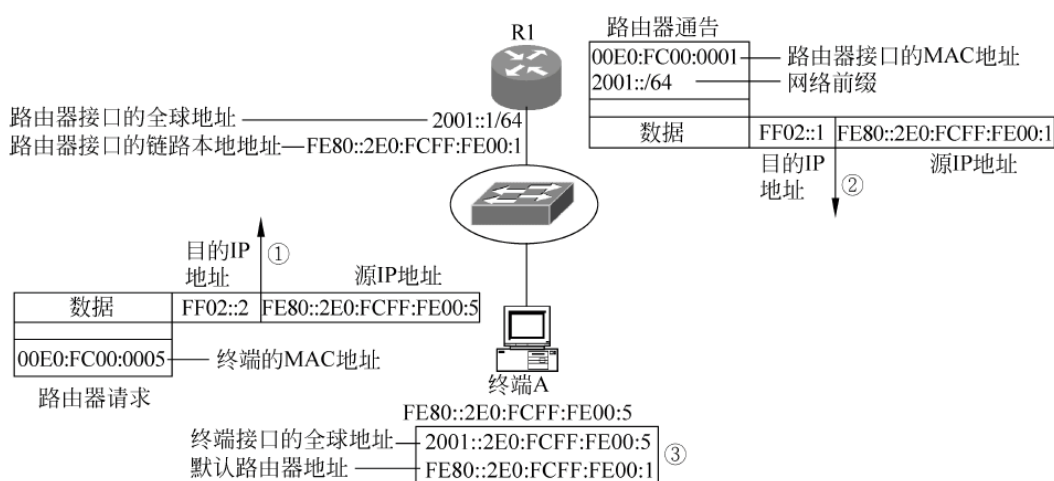 R1
路由器通告
00E0:FC00:0001
路由器接口的MAC地址
2001::/64
网络前缀
数据 FF02::1 FE80::2E0:FCFF:FE00:1
目的IP地址
源IP地址
②
路由器接口的全球地址
2001::1/64
路由器接口的链路本地地址
FE80::2E0:FCFF:FE00:1
①
目的IP地址
源IP地址
数据 FF02::2 FE80::2E0:FCFF:FE00:5
00E0:FC00:0005
终端的MAC地址
路由器请求
终端A
FE80::2E0:FCFF:FE00:5
终端接口的全球地址
2001::2E0:FCFF:FE00:5
默认路由器地址
FE80::2E0:FCFF:FE00:1
③